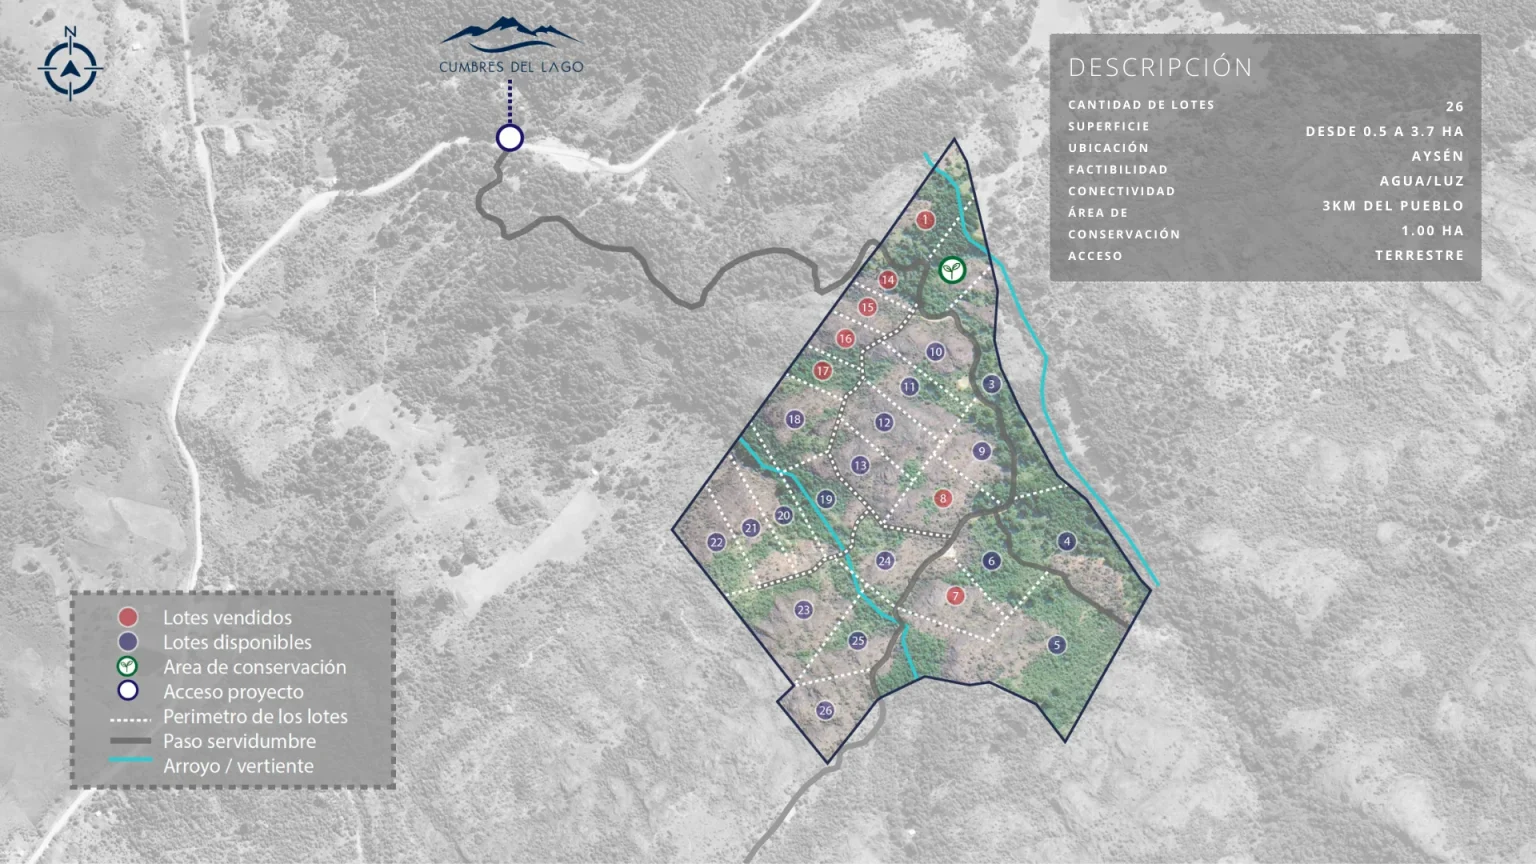 N
CUMBRES DEL LAGO
DESCRIPCIÓN
CANTIDAD DE LOTES
SUPERFICIE
UBICACIÓN
FACTIBILIDAD
CONECTIVIDAD
ÁREA DE
CONSERVACIÓN
ACCESO
26
DESDE 0.5 A 3.7 HA
AYSÉN
AGUA/LUZ
3KM DEL PUEBLO
1.00 HA
TERRESTRE
1
14
15
16
10
17
3
11
18
12
9
13
8
19
20
21
22
4
24
6
7
23
25
5
26
Lotes vendidos
Lotes disponibles
Area de conservación
Acceso proyecto
Perimetro de los lotes
Paso servidumbre
Arroyo / vertiente